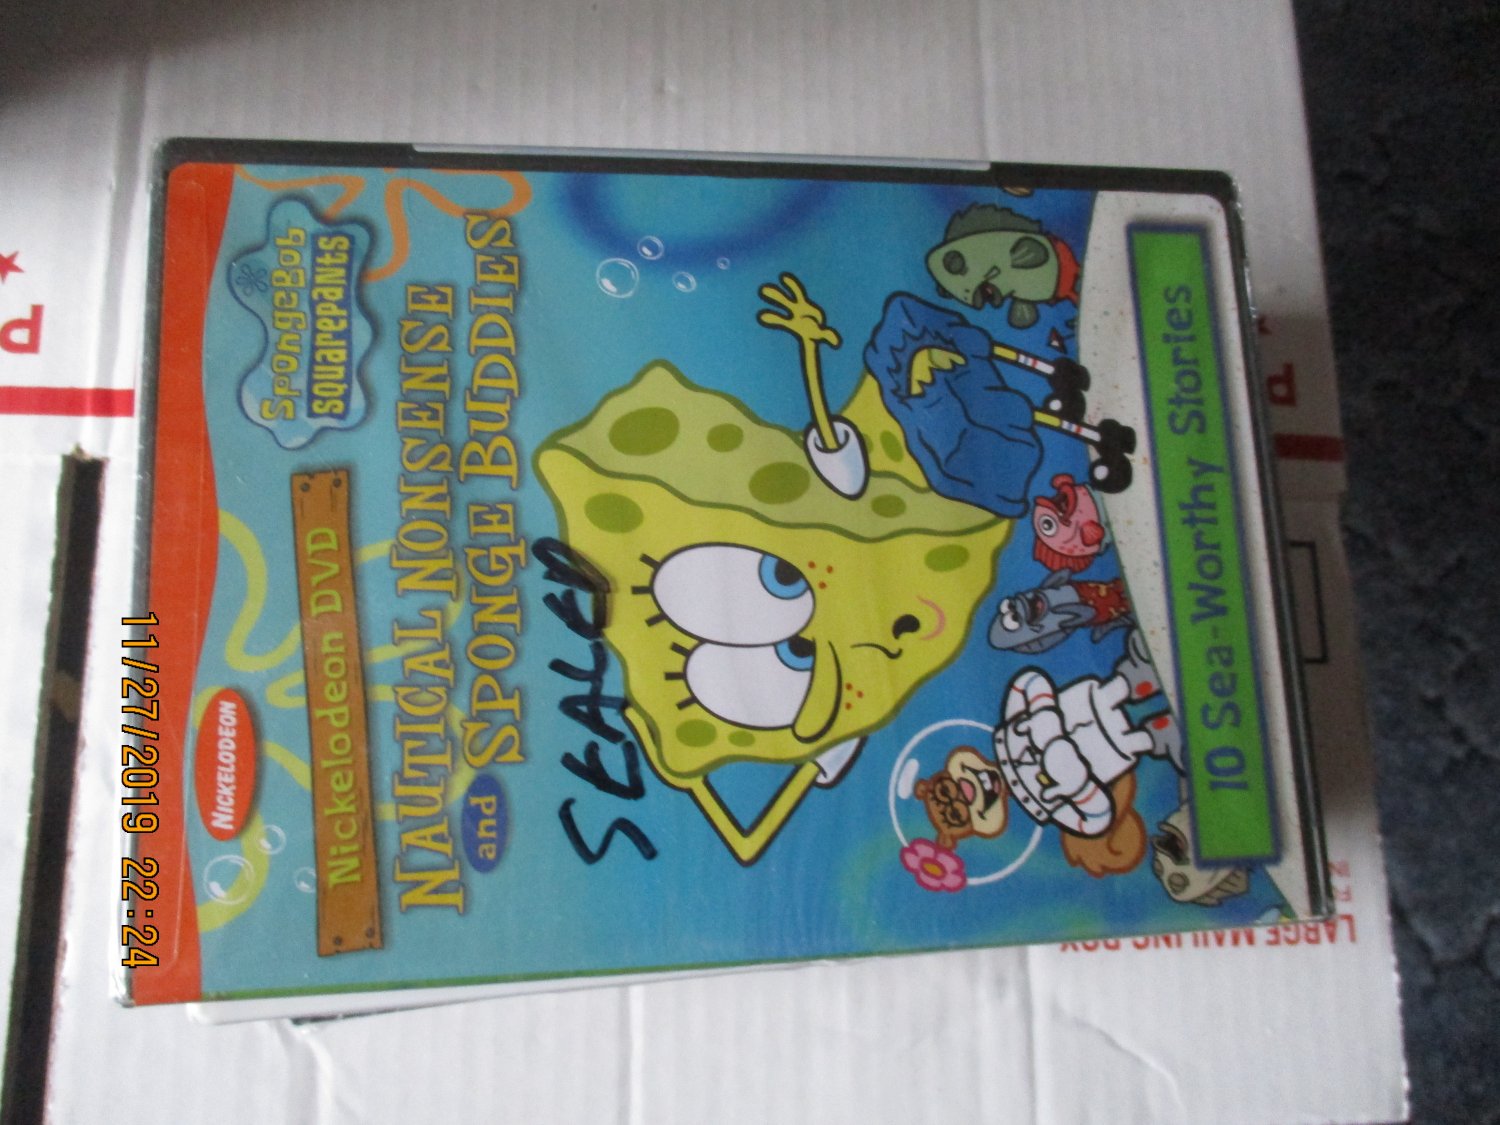 NICKELODEON
SpongeBob
SQUAREPANTS
Nickelodeon DVD
NAUTICAL NONSENSE
and SPONGE BUDDIES
SEALED
10 Sea-Worthy Stories
11/27/2019 22:24
LARGE MAILING BOX